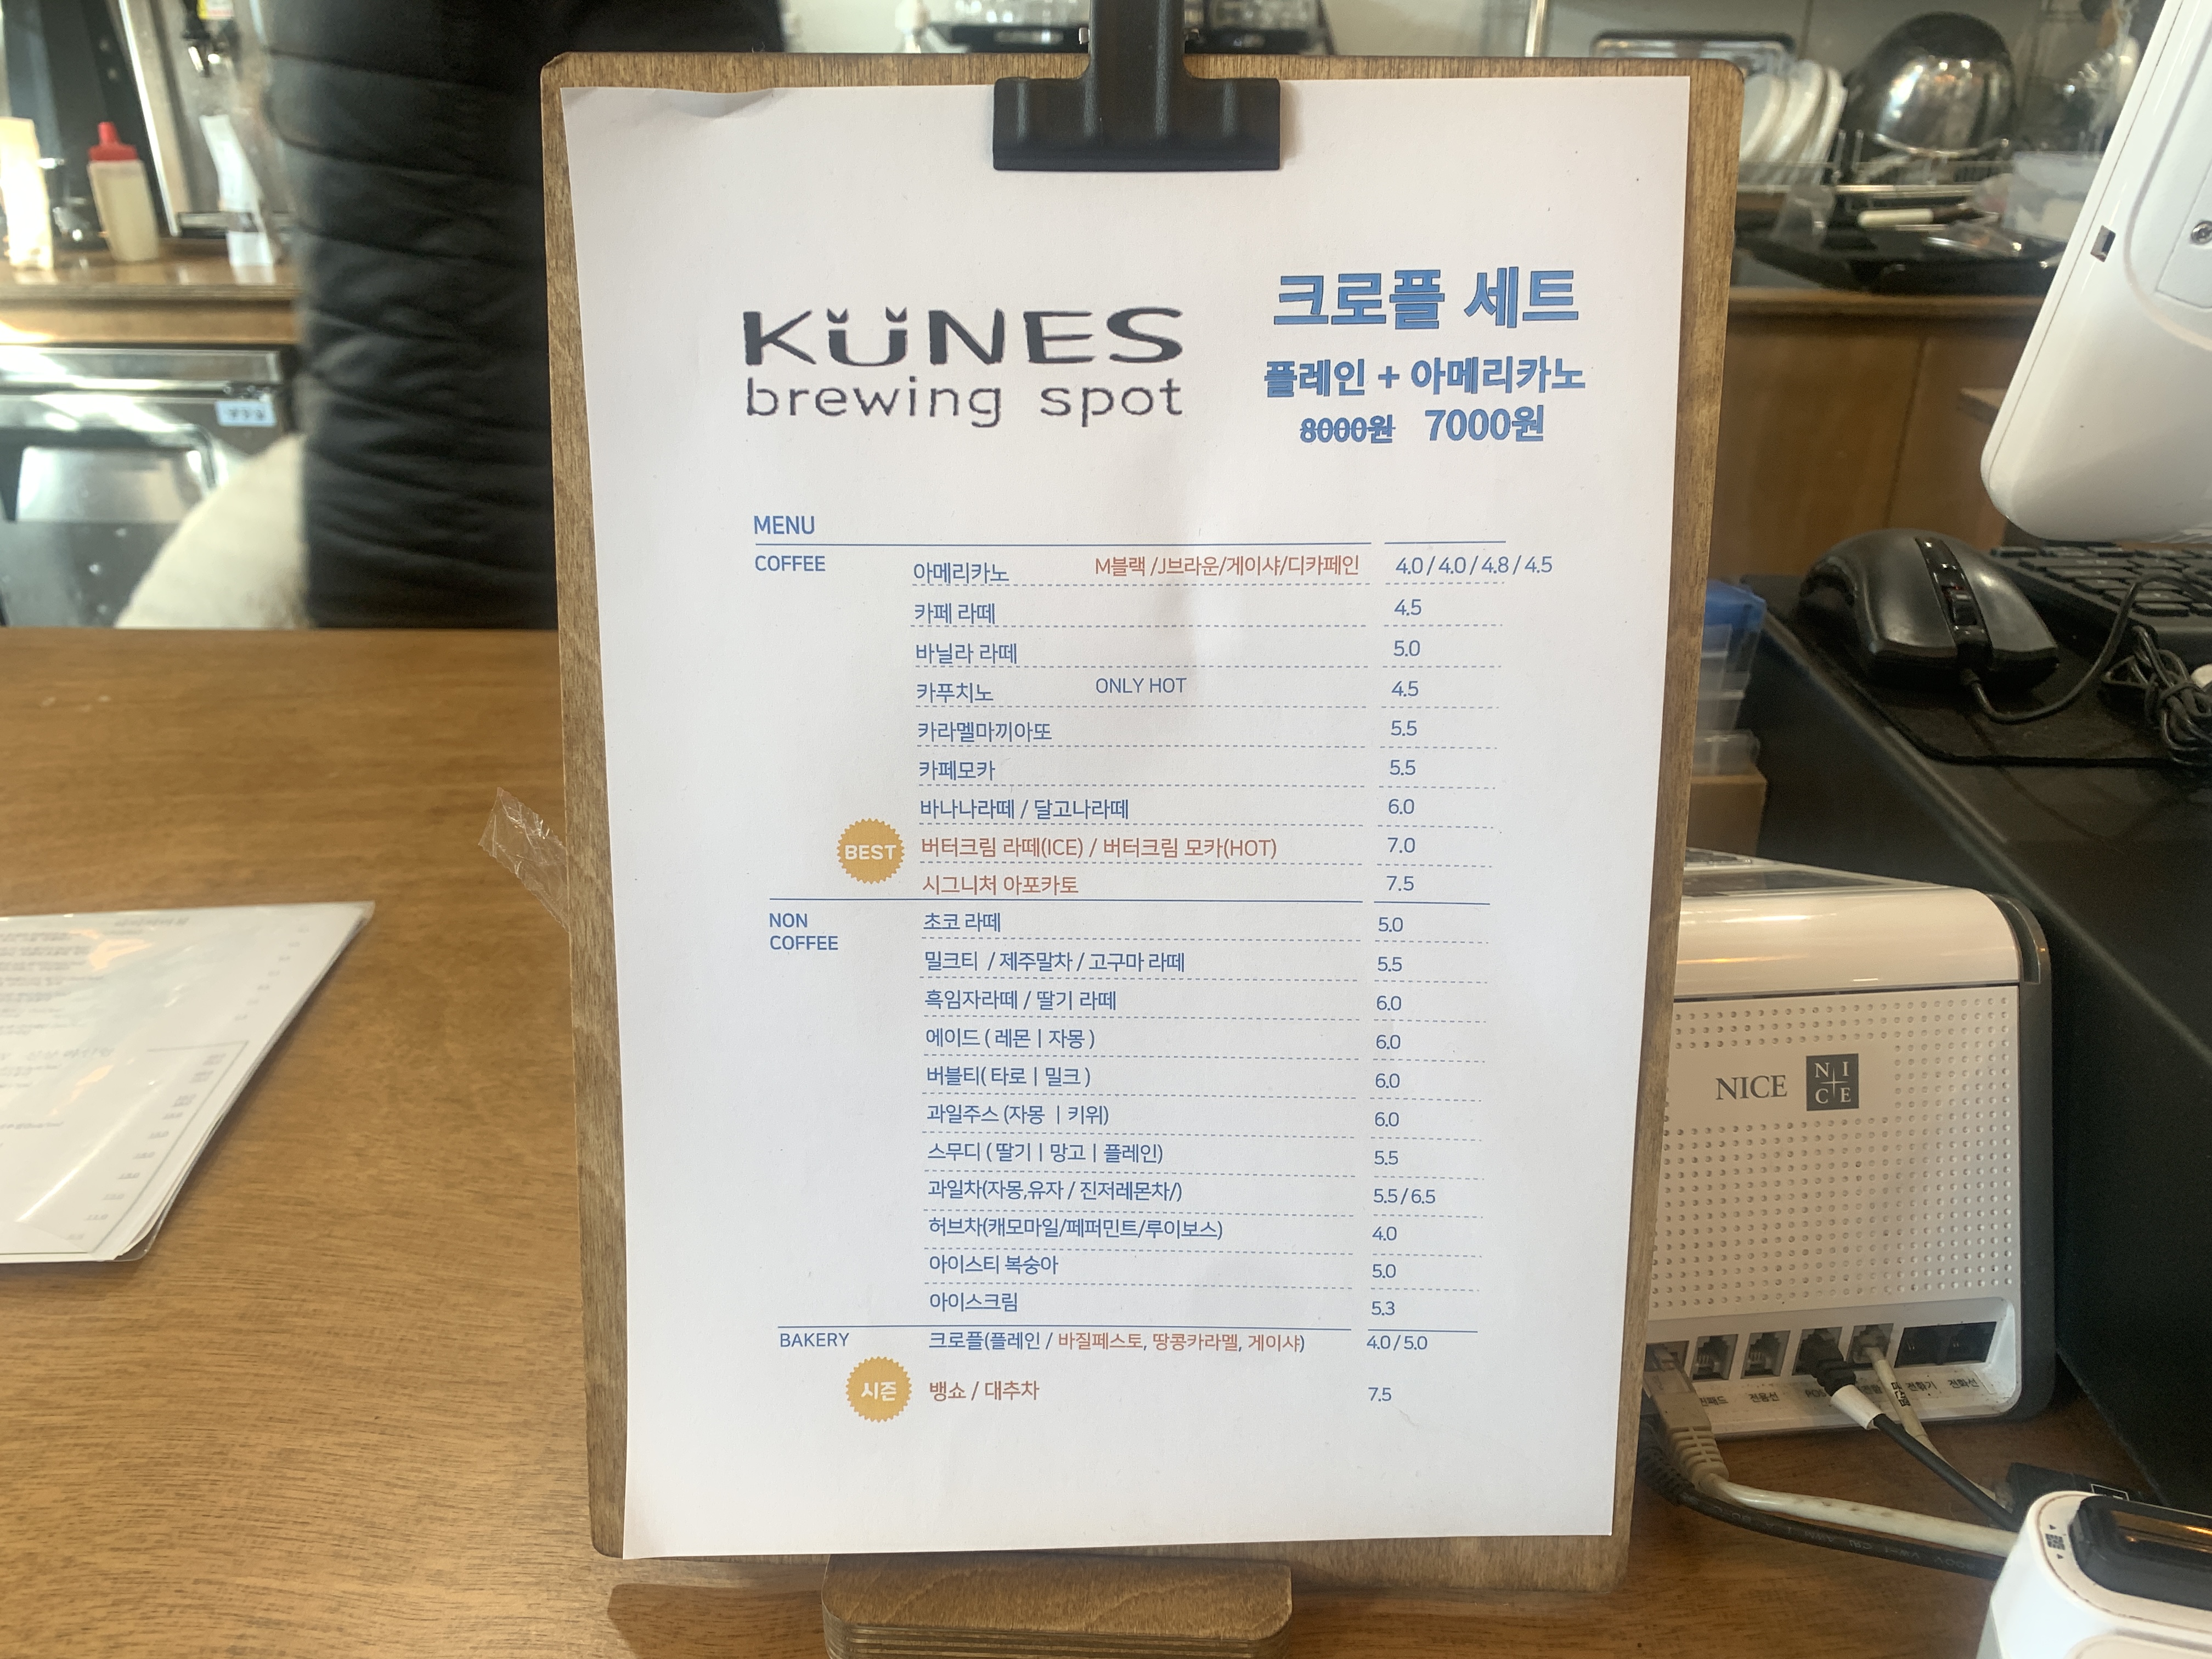 크로플 세트
KÜNES
brewing spot
플레인 + 아메리카노
8000원 7000원
MENU
COFFEE 아메리카노 M블랙 /J브라운/게이샤/디카페인 4.0 / 4.0 / 4.8 / 4.5
카페 라떼 4.5
바닐라 라떼 5.0
카푸치노 ONLY HOT 4.5
카라멜마끼아또 5.5
카페모카 5.5
바나나라떼 / 달고나라떼 6.0
BEST 버터크림 라떼(ICE) / 버터크림 모카(HOT) 7.0
시그니처 아포카토 7.5
NON
COFFEE
초코 라떼 5.0
밀크티 / 제주말차 / 고구마 라떼 5.5
흑임자라떼 / 딸기 라떼 6.0
에이드 ( 레몬 | 자몽 ) 6.0
버블티( 타로 | 밀크 ) 6.0
과일주스 (자몽 | 키위) 6.0
스무디 ( 딸기 | 망고 | 플레인) 5.5
과일차(자몽,유자 / 진저레몬차/) 5.5 / 6.5
허브차(캐모마일/페퍼민트/루이보스) 4.0
아이스티 복숭아 5.0
아이스크림 5.3
BAKERY 크로플(플레인 / 바질페스토, 땅콩카라멜, 게이샤) 4.0 / 5.0
시즌 뱅쇼 / 대추차 7.5
NICE NICE
전용선
전화기 전화선